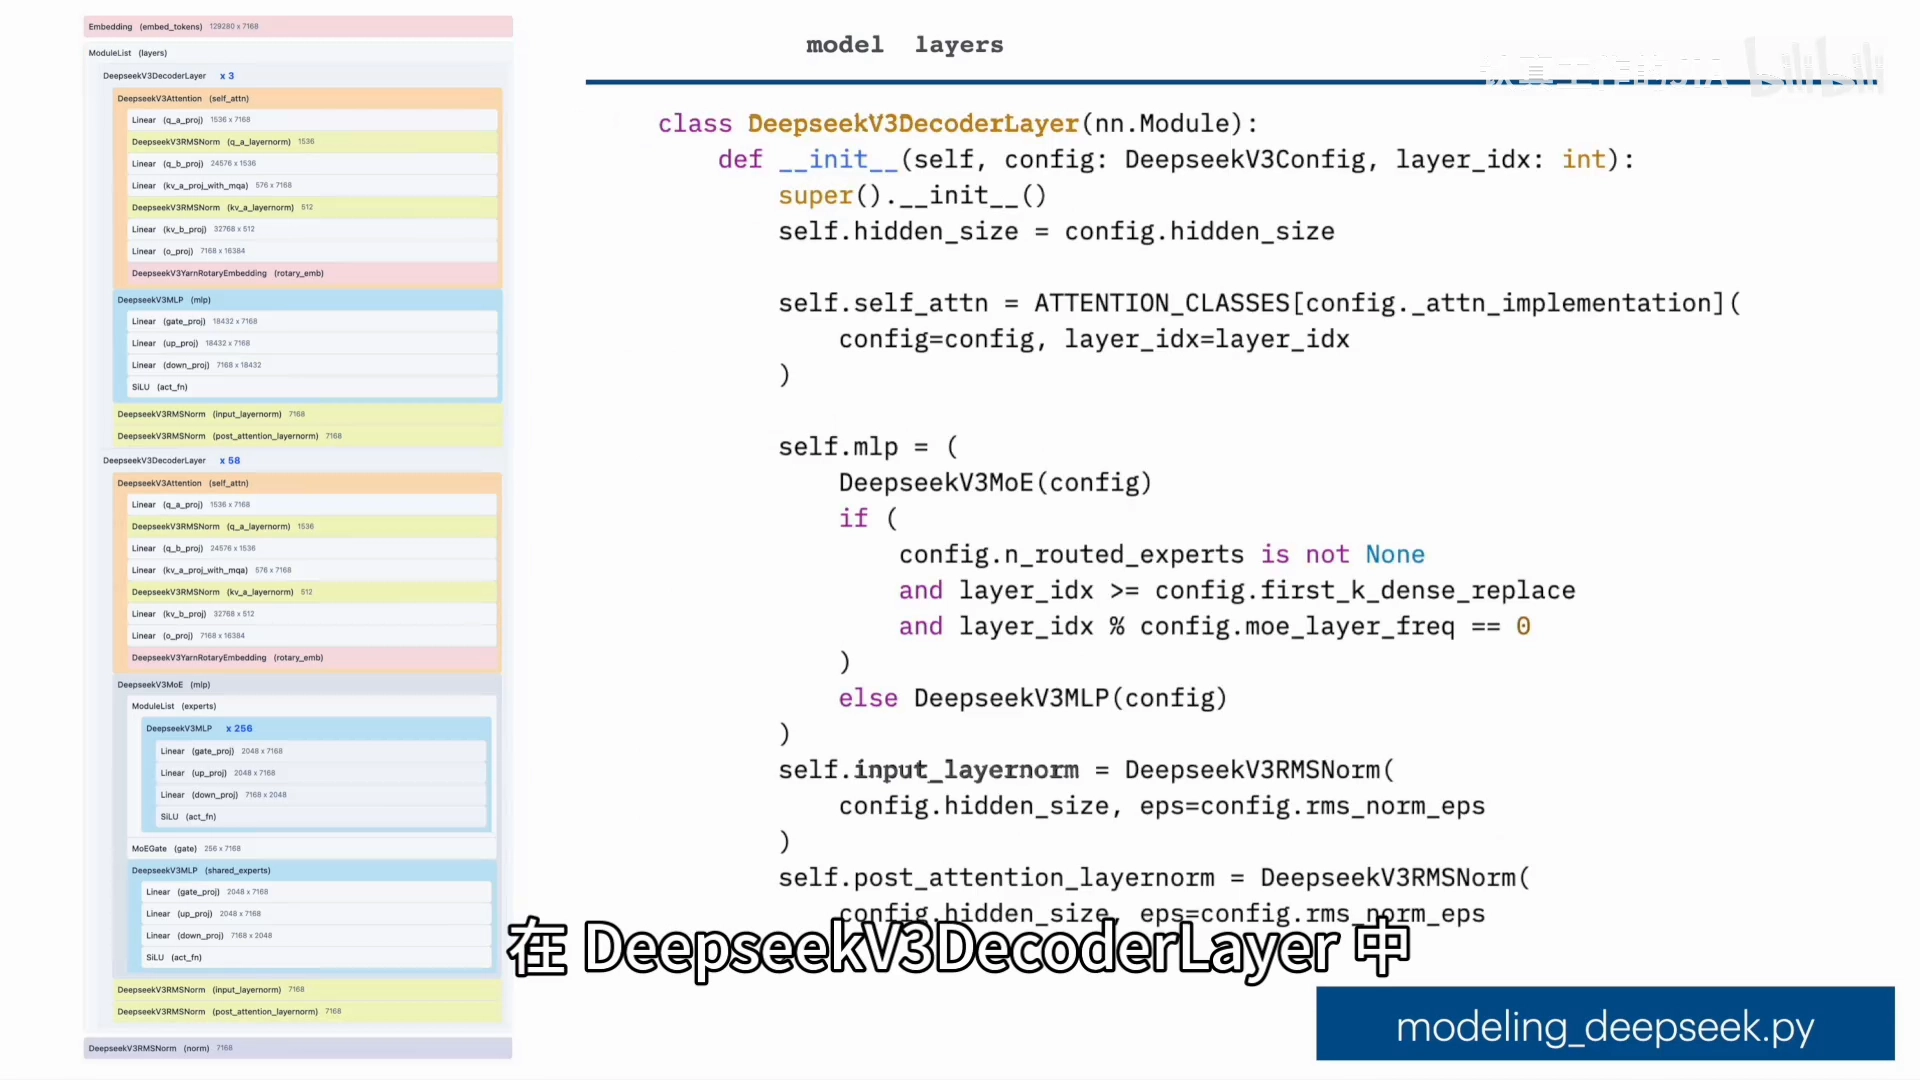 Embedding (embed_tokens) 129280 x 7168
ModuleList (layers)
DeepseekV3DecoderLayer x 3
DeepseekV3Attention (self_attn)
Linear (q_a_proj) 1536 x 7168
DeepseekV3RMSNorm (q_a_layernorm) 1536
Linear (q_b_proj) 24576 x 1536
Linear (kv_a_proj_with_mqa) 576 x 7168
DeepseekV3RMSNorm (kv_a_layernorm) 512
Linear (kv_b_proj) 32768 x 512
Linear (o_proj) 7168 x 16384
DeepseekV3YarnRotaryEmbedding (rotary_emb)
DeepseekV3MLP (mlp)
Linear (gate_proj) 18432 x 7168
Linear (up_proj) 18432 x 7168
Linear (down_proj) 7168 x 18432
SiLU (act_fn)
DeepseekV3RMSNorm (input_layernorm) 7168
DeepseekV3RMSNorm (post_attention_layernorm) 7168
DeepseekV3DecoderLayer x 58
DeepseekV3Attention (self_attn)
Linear (q_a_proj) 1536 x 7168
DeepseekV3RMSNorm (q_a_layernorm) 1536
Linear (q_b_proj) 24576 x 1536
Linear (kv_a_proj_with_mqa) 576 x 7168
DeepseekV3RMSNorm (kv_a_layernorm) 512
Linear (kv_b_proj) 32768 x 512
Linear (o_proj) 7168 x 16384
DeepseekV3YarnRotaryEmbedding (rotary_emb)
DeepseekV3MoE (mlp)
ModuleList (experts)
DeepseekV3MLP x 256
Linear (gate_proj) 2048 x 7168
Linear (up_proj) 2048 x 7168
Linear (down_proj) 7168 x 2048
SiLU (act_fn)
MoEGate (gate) 256 x 7168
DeepseekV3MLP (shared_experts)
Linear (gate_proj) 2048 x 7168
Linear (up_proj) 2048 x 7168
Linear (down_proj) 7168 x 2048
SiLU (act_fn)
DeepseekV3RMSNorm (input_layernorm) 7168
DeepseekV3RMSNorm (post_attention_layernorm) 7168
DeepseekV3RMSNorm (norm) 7168
model layers
bilibili
class DeepseekV3DecoderLayer(nn.Module):
def __init__(self, config: DeepseekV3Config, layer_idx: int):
super().__init__()
self.hidden_size = config.hidden_size
self.self_attn = ATTENTION_CLASSES[config._attn_implementation](
config=config, layer_idx=layer_idx
)
self.mlp = (
DeepseekV3MoE(config)
if (
config.n_routed_experts is not None
and layer_idx >= config.first_k_dense_replace
and layer_idx % config.moe_layer_freq == 0
)
else DeepseekV3MLP(config)
)
self.input_layernorm = DeepseekV3RMSNorm(
config.hidden_size, eps=config.rms_norm_eps
)
self.post_attention_layernorm = DeepseekV3RMSNorm(
config.hidden_size, eps=config.rms_norm_eps
在 DeepseekV3DecoderLayer 中
modeling_deepseek.py